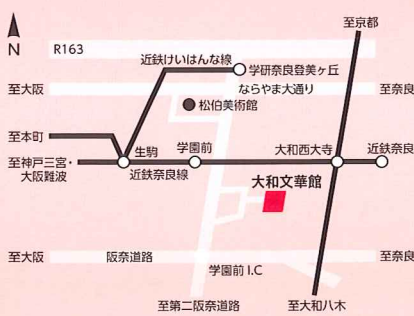 至京都
N
R163
近鉄けいはんな線
学研奈良登美ヶ丘
至大阪
ならやま大通り
至奈良
松伯美術館
至本町
生駒
学園前
大和西大寺
近鉄奈良
至神戸三宮・
大阪難波
近鉄奈良線
大和文華館
至大阪
阪奈道路
至奈良
学園前 I.C
至第二阪奈道路
至大和八木